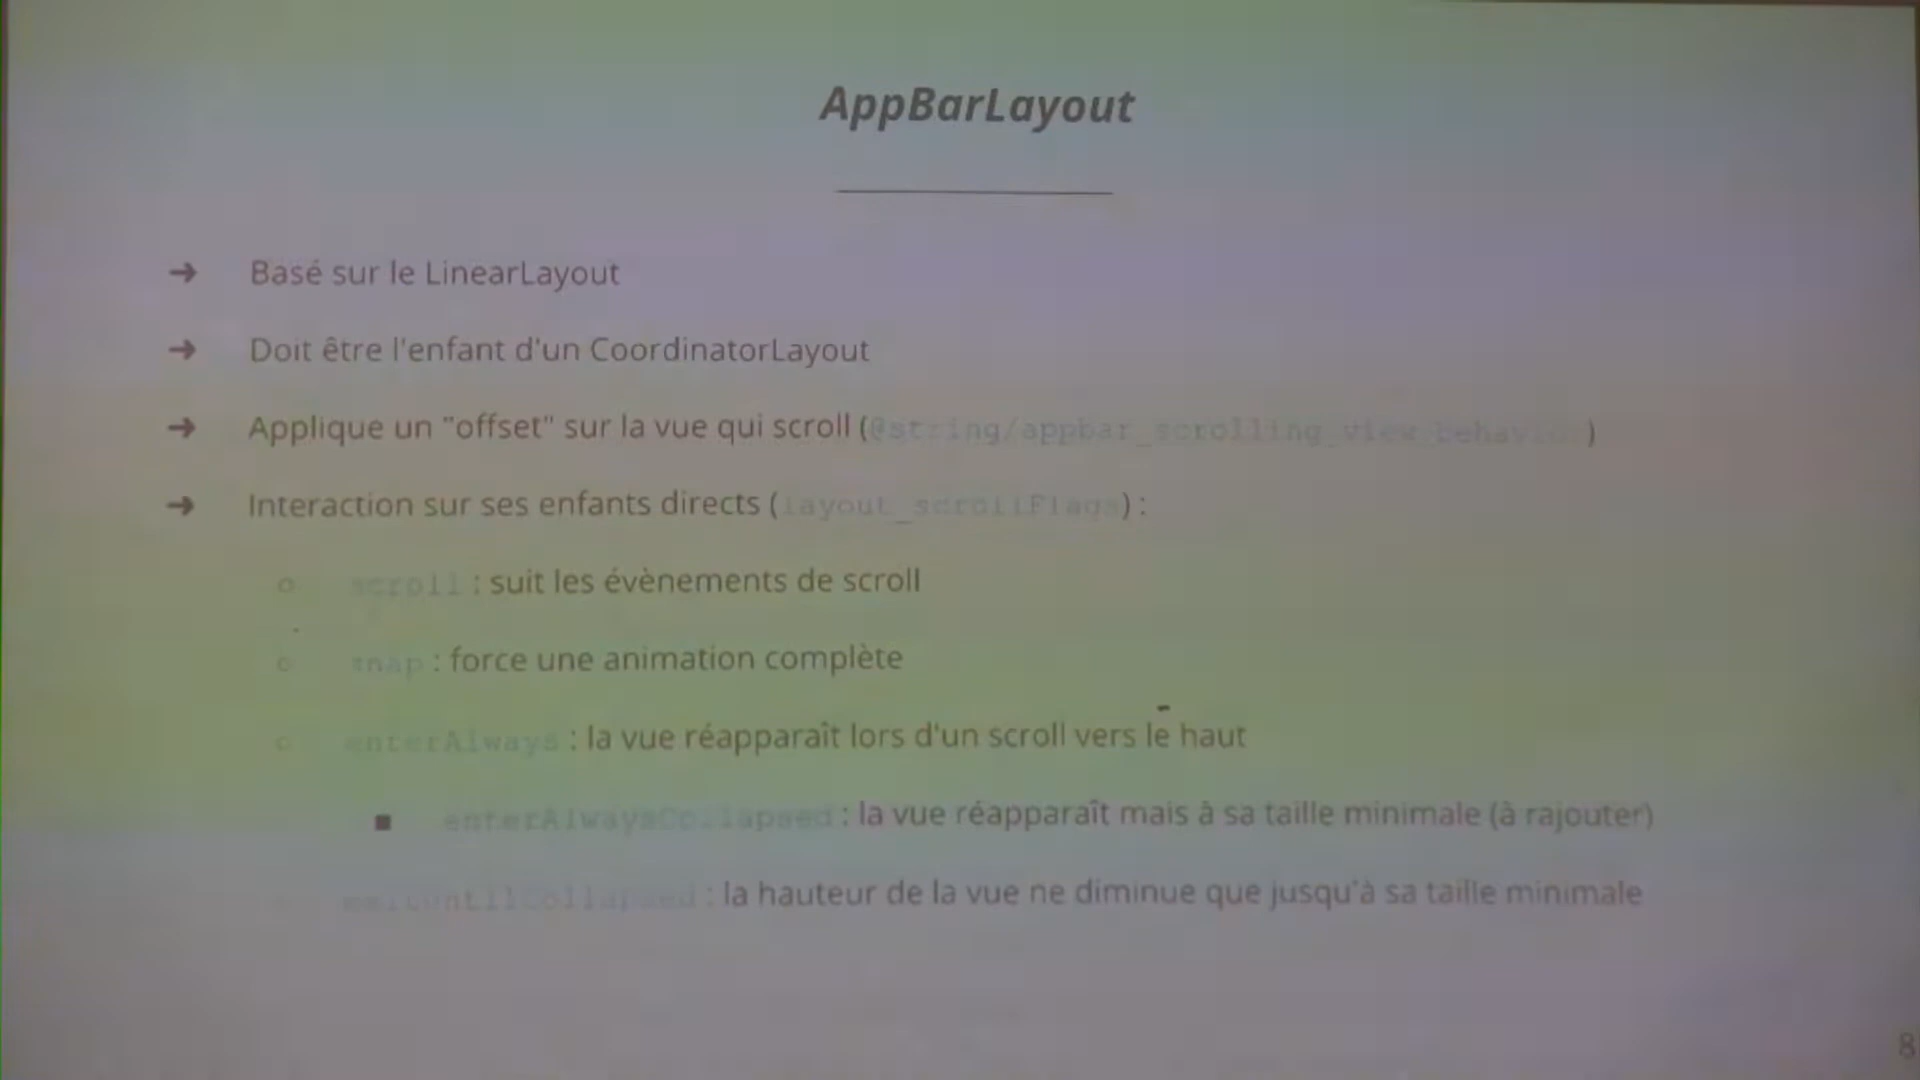 AppBarLayout
➔ Basé sur le LinearLayout
➔ Doit être l'enfant d'un CoordinatorLayout
➔ Applique un "offset" sur la vue qui scroll (@string/appbar_scrolling_view_behavior)
➔ Interaction sur ses enfants directs (layout_scrollFlags) :
○ scroll : suit les évènements de scroll
○ snap : force une animation complète
○ enterAlways : la vue réapparaît lors d'un scroll vers le haut
■ enterAlwaysCollapsed : la vue réapparaît mais à sa taille minimale (à rajouter)
: la hauteur de la vue ne diminue que jusqu'à sa taille minimale
8